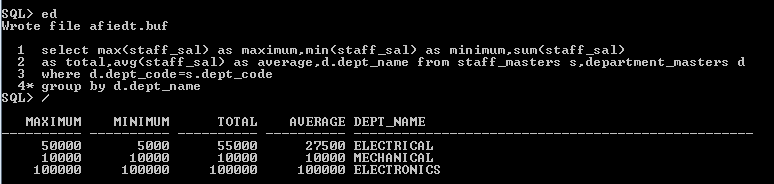 SQL> ed
Wrote file afiedt.buf
1 select max(staff_sal) as maximum,min(staff_sal) as minimum,sum(staff_sal)
2 as total,avg(staff_sal) as average,d.dept_name from staff_masters s,department_masters d
3 where d.dept_code=s.dept_code
4* group by d.dept_name
SQL> /
MAXIMUM MINIMUM TOTAL AVERAGE DEPT_NAME
---------- ---------- ---------- ---------- --------------------------------------------------
50000 5000 55000 27500 ELECTRICAL
10000 10000 10000 10000 MECHANICAL
100000 100000 100000 100000 ELECTRONICS